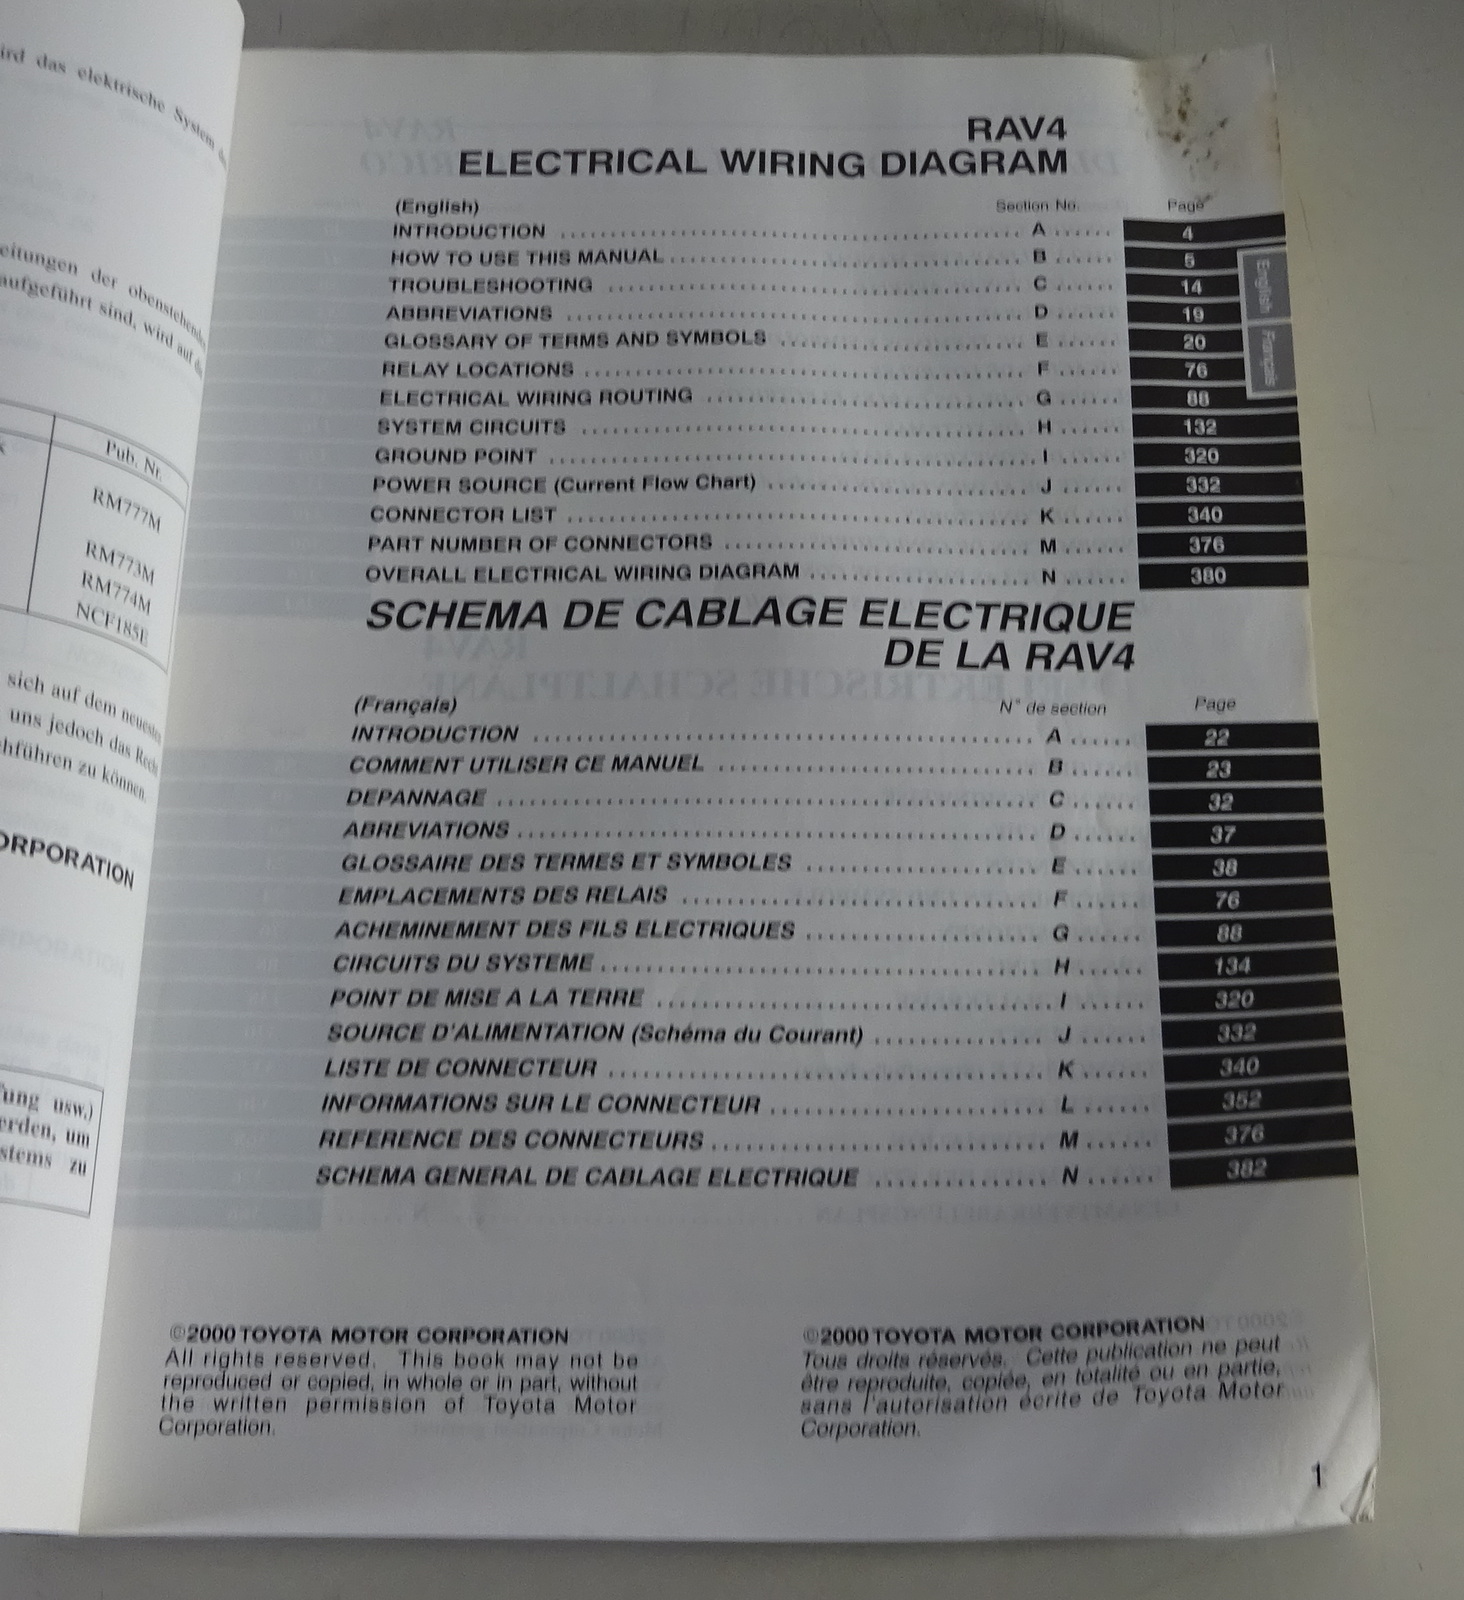 ird das elektrische System
eitungen der obenstehenden
aufgeführt sind, wird auf
Pub. Nr.
RM777M
RM773M
RM774M
NCF185E
sich auf dem neuesten
uns jedoch das Recht
hführen zu können.
ORPORATION
ung usw.)
erden, um
stems zu
RAV4
ELECTRICAL WIRING DIAGRAM
(English) Section No. Page
INTRODUCTION A 4
HOW TO USE THIS MANUAL B 5
TROUBLESHOOTING C 14
ABBREVIATIONS D 19
GLOSSARY OF TERMS AND SYMBOLS E 20
RELAY LOCATIONS F 76
ELECTRICAL WIRING ROUTING G 88
SYSTEM CIRCUITS H 132
GROUND POINT I 320
POWER SOURCE (Current Flow Chart) J 332
CONNECTOR LIST K 340
PART NUMBER OF CONNECTORS M 376
OVERALL ELECTRICAL WIRING DIAGRAM N 380
English
Français
SCHEMA DE CABLAGE ELECTRIQUE
DE LA RAV4
(Français) N° de section Page
INTRODUCTION A 22
COMMENT UTILISER CE MANUEL B 23
DEPANNAGE C 32
ABREVIATIONS D 37
GLOSSAIRE DES TERMES ET SYMBOLES E 38
EMPLACEMENTS DES RELAIS F 76
ACHEMINEMENT DES FILS ELECTRIQUES G 88
CIRCUITS DU SYSTEME H 134
POINT DE MISE A LA TERRE I 320
SOURCE D'ALIMENTATION (Schéma du Courant) J 332
LISTE DE CONNECTEUR K 340
INFORMATIONS SUR LE CONNECTEUR L 352
REFERENCE DES CONNECTEURS M 376
SCHEMA GENERAL DE CABLAGE ELECTRIQUE N 382
©2000 TOYOTA MOTOR CORPORATION
All rights reserved. This book may not be
reproduced or copied, in whole or in part, without
the written permission of Toyota Motor
Corporation.
©2000 TOYOTA MOTOR CORPORATION
Tous droits réservés. Cette publication ne peut
être reproduite, copiée, en totalité ou en partie,
sans l'autorisation écrite de Toyota Motor
Corporation.
1